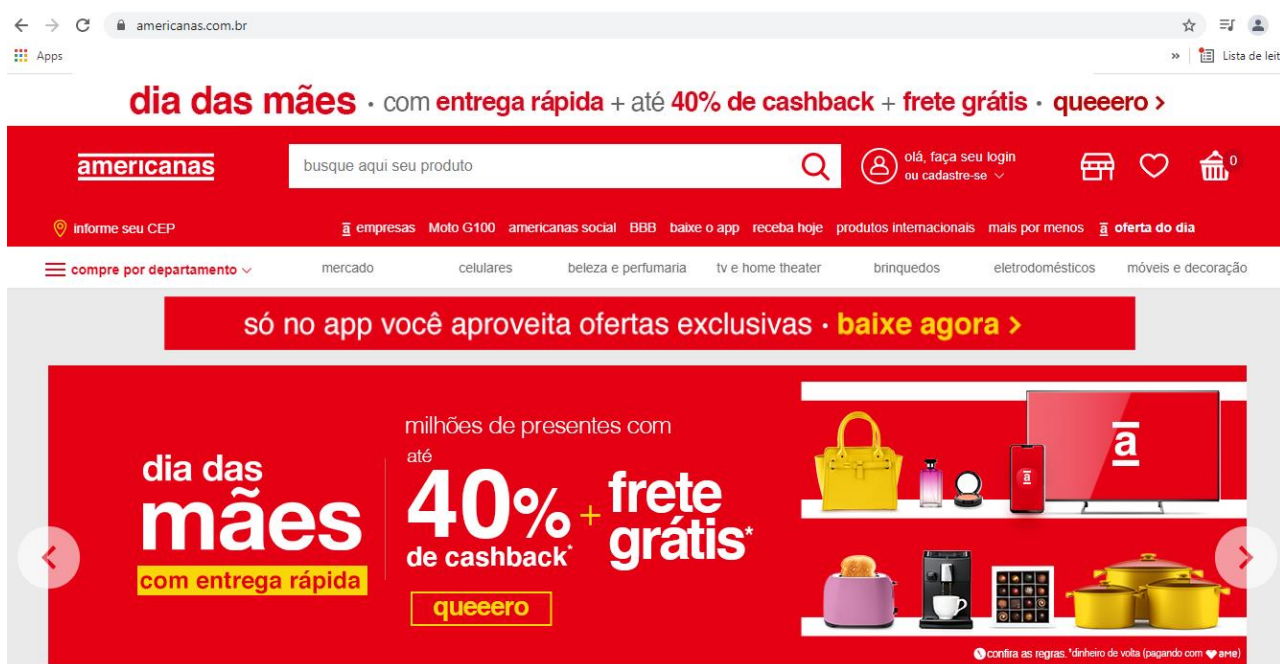 americanas.com.br
Apps
» Lista de leit
dia das mães · com entrega rápida + até 40% de cashback + frete grátis · queeero >
americanas
busque aqui seu produto
olá, faça seu login
ou cadastre-se
0
informe seu CEP
a empresas Moto G100 americanas social BBB baixe o app receba hoje produtos internacionais mais por menos a oferta do dia
compre por departamento
mercado celulares beleza e perfumaria tv e home theater brinquedos eletrodomésticos móveis e decoração
só no app você aproveita ofertas exclusivas · baixe agora >
dia das
mães
com entrega rápida
milhões de presentes com
até
40%
de cashback*
+ frete
grátis*
queeero
a
a
confira as regras. *dinheiro de volta (pagando com ame)